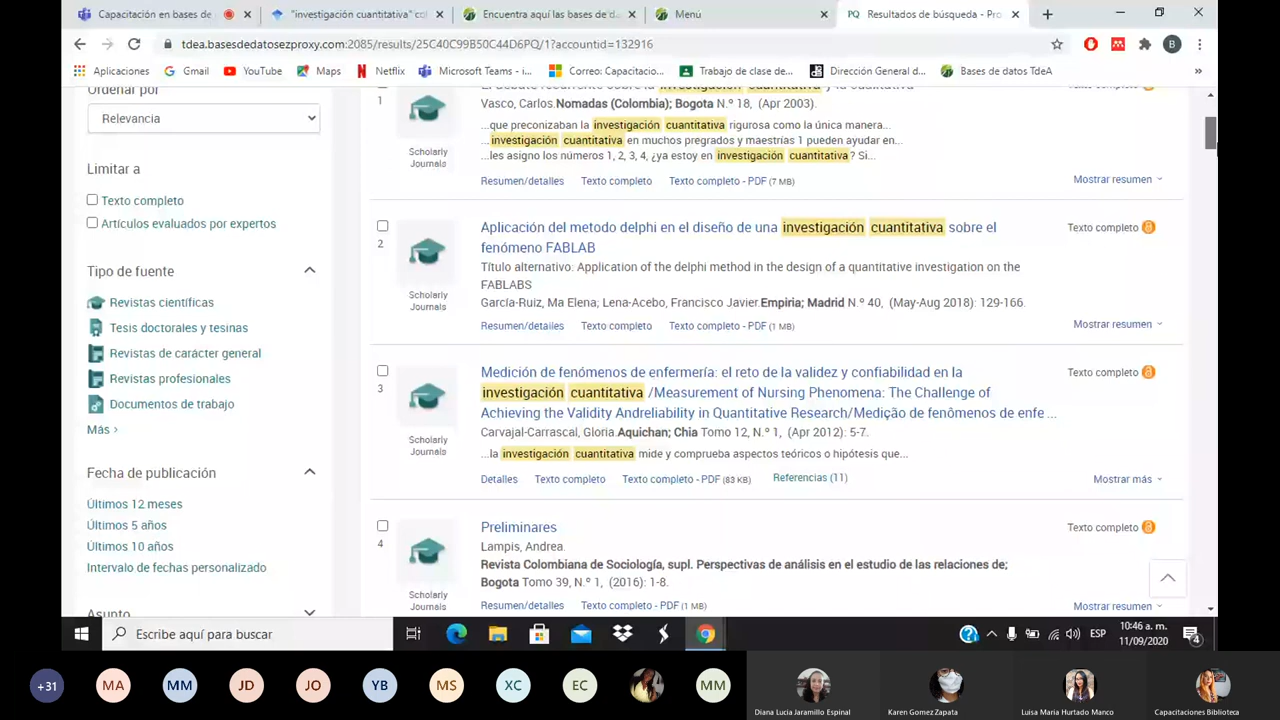 Capacitación en bases de
"investigación cuantitativa" col
Encuentra aquí las bases de da
Menú
PQ Resultados de búsqueda - Pro
tdea.basesdedatosezproxy.com:2085/results/25C40C99B50C44D6PQ/1?accountid=132916
B
Aplicaciones
Gmail
YouTube
Maps
Netflix
Microsoft Teams - i...
Correo: Capacitacio...
Trabajo de clase de...
Dirección General d...
Bases de datos TdeA
»
Ordenar por
Relevancia
Limitar a
Texto completo
Artículos evaluados por expertos
Tipo de fuente
Revistas científicas
Tesis doctorales y tesinas
Revistas de carácter general
Revistas profesionales
Documentos de trabajo
Más >
Fecha de publicación
Últimos 12 meses
Últimos 5 años
Últimos 10 años
Intervalo de fechas personalizado
Asunto
1
Scholarly
Journals
El debate recurrente sobre la investigación cuantitativa y la cualitativa
Texto completo
Vasco, Carlos.Nomadas (Colombia); Bogota N.º 18, (Apr 2003).
...que preconizaban la investigación cuantitativa rigurosa como la única manera...
...investigación cuantitativa en muchos pregrados y maestrías 1 pueden ayudar en...
...les asigno los números 1, 2, 3, 4, ¿ya estoy en investigación cuantitativa? Si...
Resumen/detalles Texto completo Texto completo - PDF (7 MB)
Mostrar resumen
2
Scholarly
Journals
Aplicación del metodo delphi en el diseño de una investigación cuantitativa sobre el
fenómeno FABLAB
Texto completo
Título alternativo: Application of the delphi method in the design of a quantitative investigation on the
FABLABS
García-Ruiz, Ma Elena; Lena-Acebo, Francisco Javier.Empiria; Madrid N.º 40, (May-Aug 2018): 129-166.
Resumen/detalles Texto completo Texto completo - PDF (1 MB)
Mostrar resumen
3
Scholarly
Journals
Medición de fenómenos de enfermería: el reto de la validez y confiabilidad en la
investigación cuantitativa /Measurement of Nursing Phenomena: The Challenge of
Achieving the Validity Andreliability in Quantitative Research/Medição de fenômenos de enfe ...
Texto completo
Carvajal-Carrascal, Gloria.Aquichan; Chia Tomo 12, N.º 1, (Apr 2012): 5-7.
...la investigación cuantitativa mide y comprueba aspectos teóricos o hipótesis que...
Detalles Texto completo Texto completo - PDF (83 KB) Referencias (11)
Mostrar más
4
Scholarly
Journals
Preliminares
Texto completo
Lampis, Andrea.
Revista Colombiana de Sociología, supl. Perspectivas de análisis en el estudio de las relaciones de;
Bogota Tomo 39, N.º 1, (2016): 1-8.
Resumen/detalles Texto completo - PDF (1 MB)
Mostrar resumen
Escribe aquí para buscar
ESP
10:46 a. m.
11/09/2020
4
+31
MA
MM
JD
JO
YB
MS
XC
EC
MM
Diana Lucia Jaramillo Espinal
Karen Gomez Zapata
Luisa Maria Hurtado Manco
Capacitaciones Biblioteca